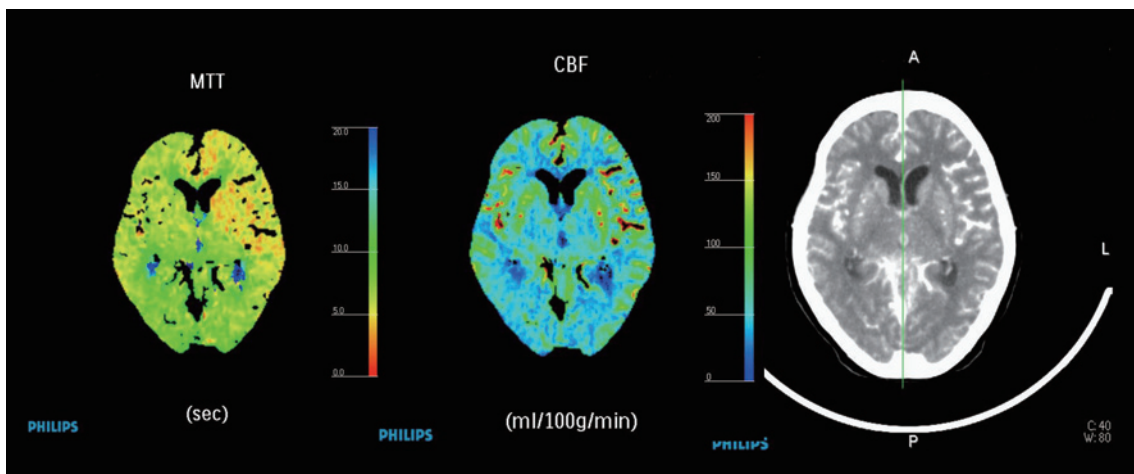 MTT
20.0
15.0
10.0
5.0
0.0
(sec)
PHILIPS
CBF
200
150
100
50
0
(ml/100g/min)
PHILIPS
A
L
P
PHILIPS
C:40
W:80